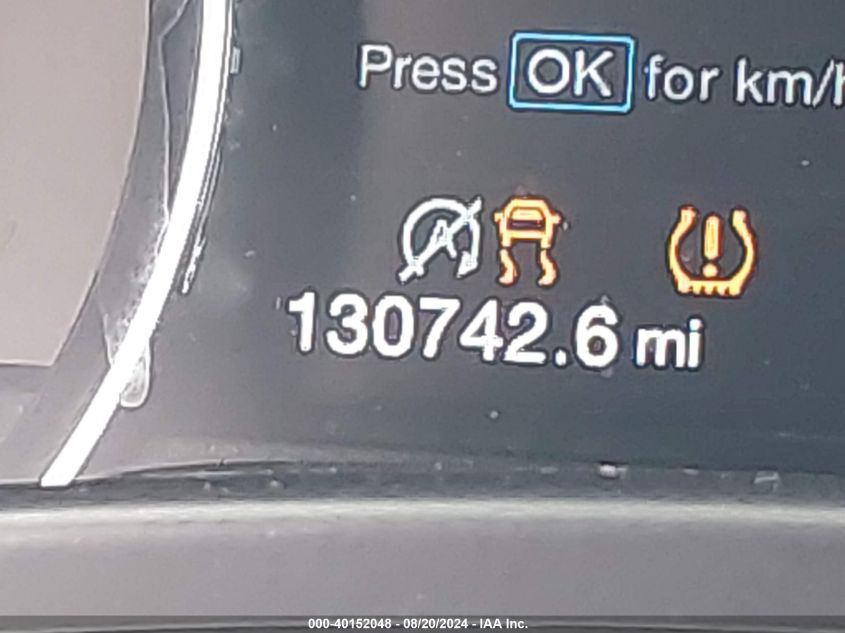 Press OK for km/h
130742.6 mi
000-40152048 - 08/20/2024 - IAA Inc.